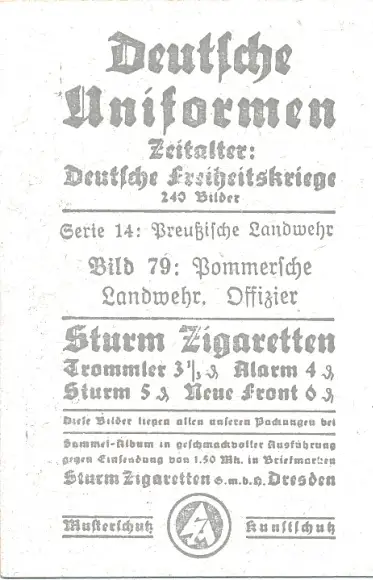 Deutsche
Uniformen
Zeitalter:
Deutsche Freiheitskriege
240 Bilder
Serie 14: Preußische Landwehr
Bild 79: Pommersche
Landwehr. Offizier
Sturm Zigaretten
Trommler 3⅓ ₰ Alarm 4 ₰
Sturm 5 ₰ Neue Front 6 ₰
Diese Bilder liegen allen unseren Packungen bei
Sammel-Album in geschmackvoller Ausführung
gegen Einsendung von 1.50 Mk. in Briefmarken
Sturm Zigaretten G.m.b.H. Dresden
Musterschutz Kunstschutz